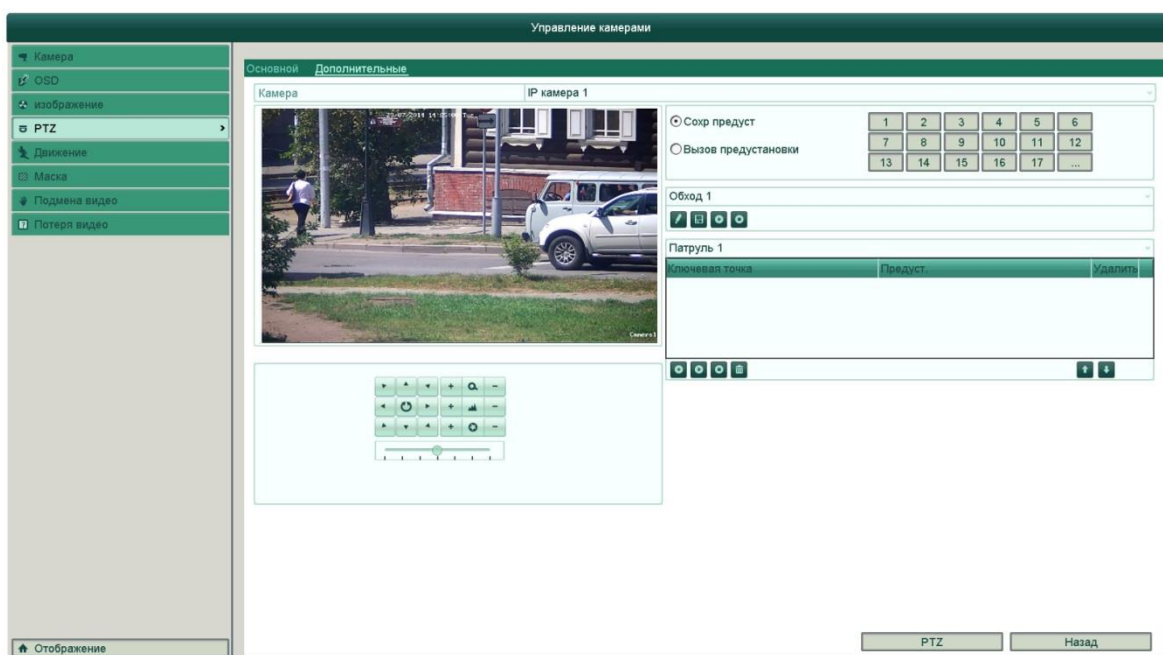 Управление камерами
Камера
OSD
изображение
PTZ
Движение
Маска
Подмена видео
Потеря видео
Отображение
Основной Дополнительные
Камера IP камера 1
Camera1
Сохр предуст
Вызов предустановки
1 2 3 4 5 6
7 8 9 10 11 12
13 14 15 16 17 ...
Обход 1
Патруль 1
Ключевая точка Предуст. Удалить
PTZ Назад